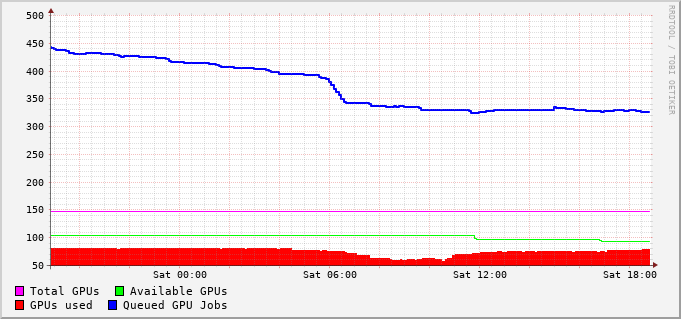 500
450
400
350
300
250
200
150
100
50
Sat 00:00 Sat 06:00 Sat 12:00 Sat 18:00
Total GPUs Available GPUs
GPUs used Queued GPU Jobs
RRDTOOL / TOBI OETIKER